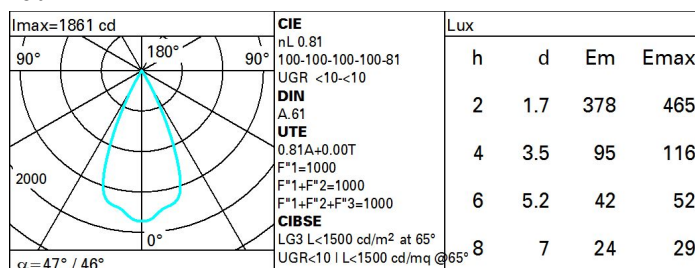 Imax=1861 cd
90° 180° 90°
2000
0°
α=47° / 46°
CIE
nL 0.81
100-100-100-100-81
UGR <10-<10
DIN
A.61
UTE
0.81A+0.00T
F"1=1000
F"1+F"2=1000
F"1+F"2+F"3=1000
CIBSE
LG3 L<1500 cd/m² at 65°
UGR<10 | L<1500 cd/mq @65°
Lux
h d Em Emax
2 1.7 378 465
4 3.5 95 116
6 5.2 42 52
8 7 24 29